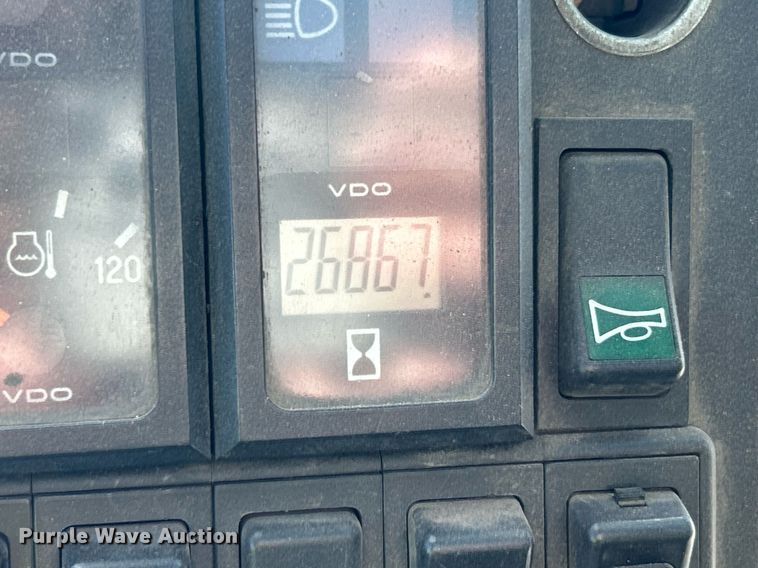 VDO
VDO
26867.
120
VDO
Purple Wave Auction